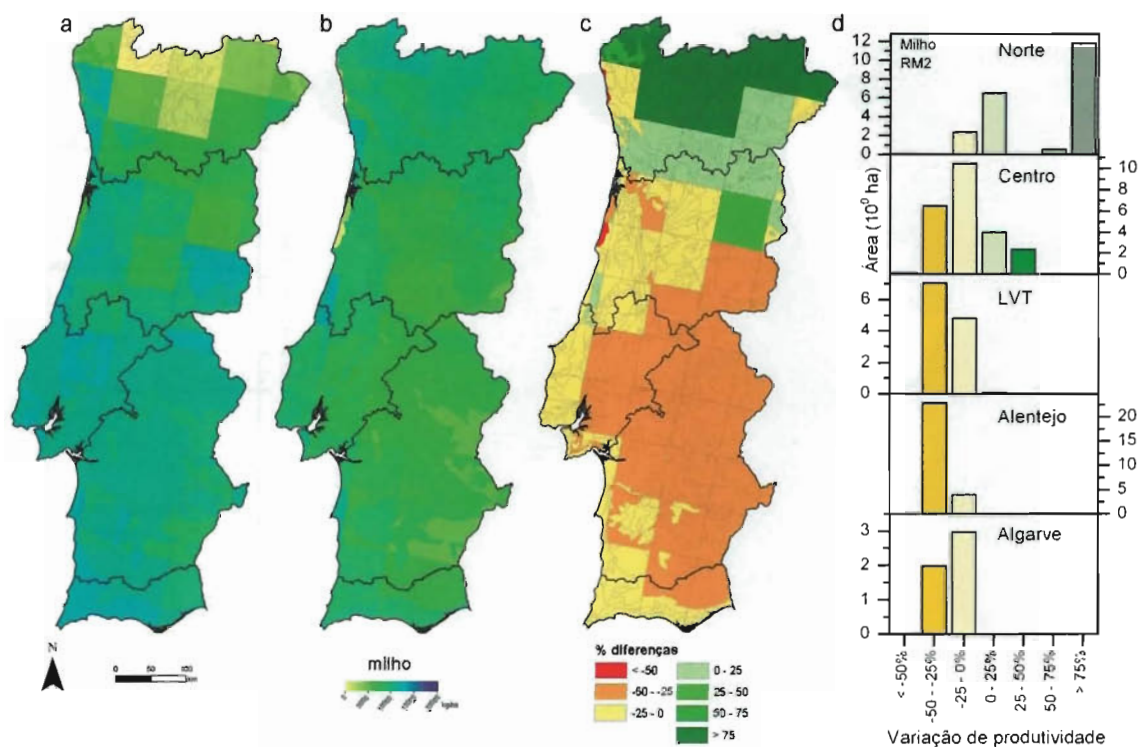 a
b
c
d
Milho
RM2
Norte
12
10
8
6
4
2
0
Centro
10
8
6
4
2
0
Área (10⁰ ha)
LVT
6
4
2
0
Alentejo
20
15
10
5
0
Algarve
3
2
1
0
< -50%
-50 - -25%
-25 - 0%
0 - 25%
25 - 50%
50 - 75%
> 75%
Variação de produtividade
N
0
50
km
milho
0
% diferenças
< -50
-50 - -25
-25 - 0
0 - 25
25 - 50
50 - 75
> 75